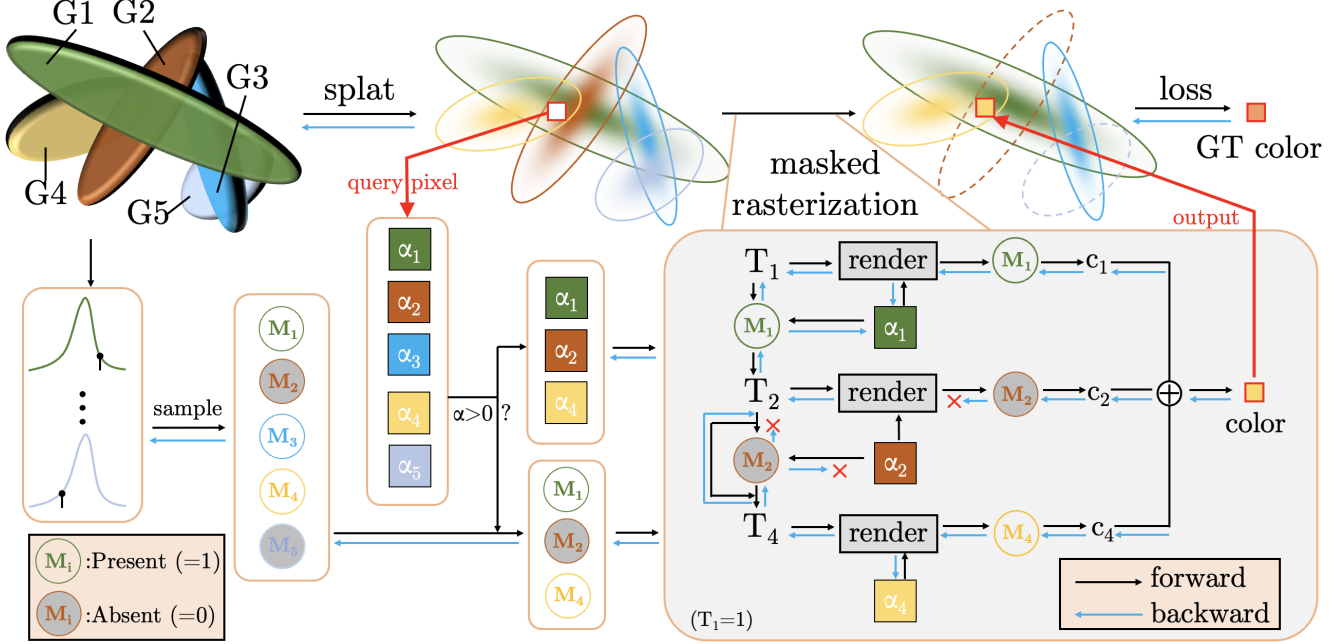 G1
G2
G3
G4
G5
splat
query pixel
masked
rasterization
loss
GT color
output
sample
M₁
M₂
M₃
M₄
M₅
α₁
α₂
α₃
α₄
α₅
α>0 ?
α₁
α₂
α₄
M₁
M₂
M₄
T₁ render M₁ c₁
M₁ α₁
T₂ render M₂ c₂
color
M₂ α₂
T₄ render M₄ c₄
α₄
(T₁=1)
Mᵢ :Present (=1)
Mᵢ :Absent (=0)
forward
backward